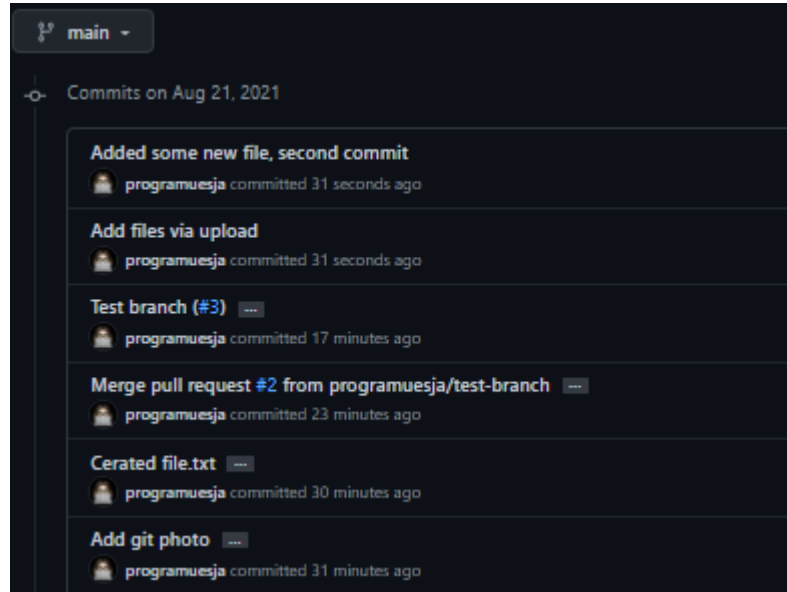 main
Commits on Aug 21, 2021
Added some new file, second commit
programuesja committed 31 seconds ago
Add files via upload
programuesja committed 31 seconds ago
Test branch (#3) ...
programuesja committed 17 minutes ago
Merge pull request #2 from programuesja/test-branch ...
programuesja committed 23 minutes ago
Cerated file.txt ...
programuesja committed 30 minutes ago
Add git photo ...
programuesja committed 31 minutes ago